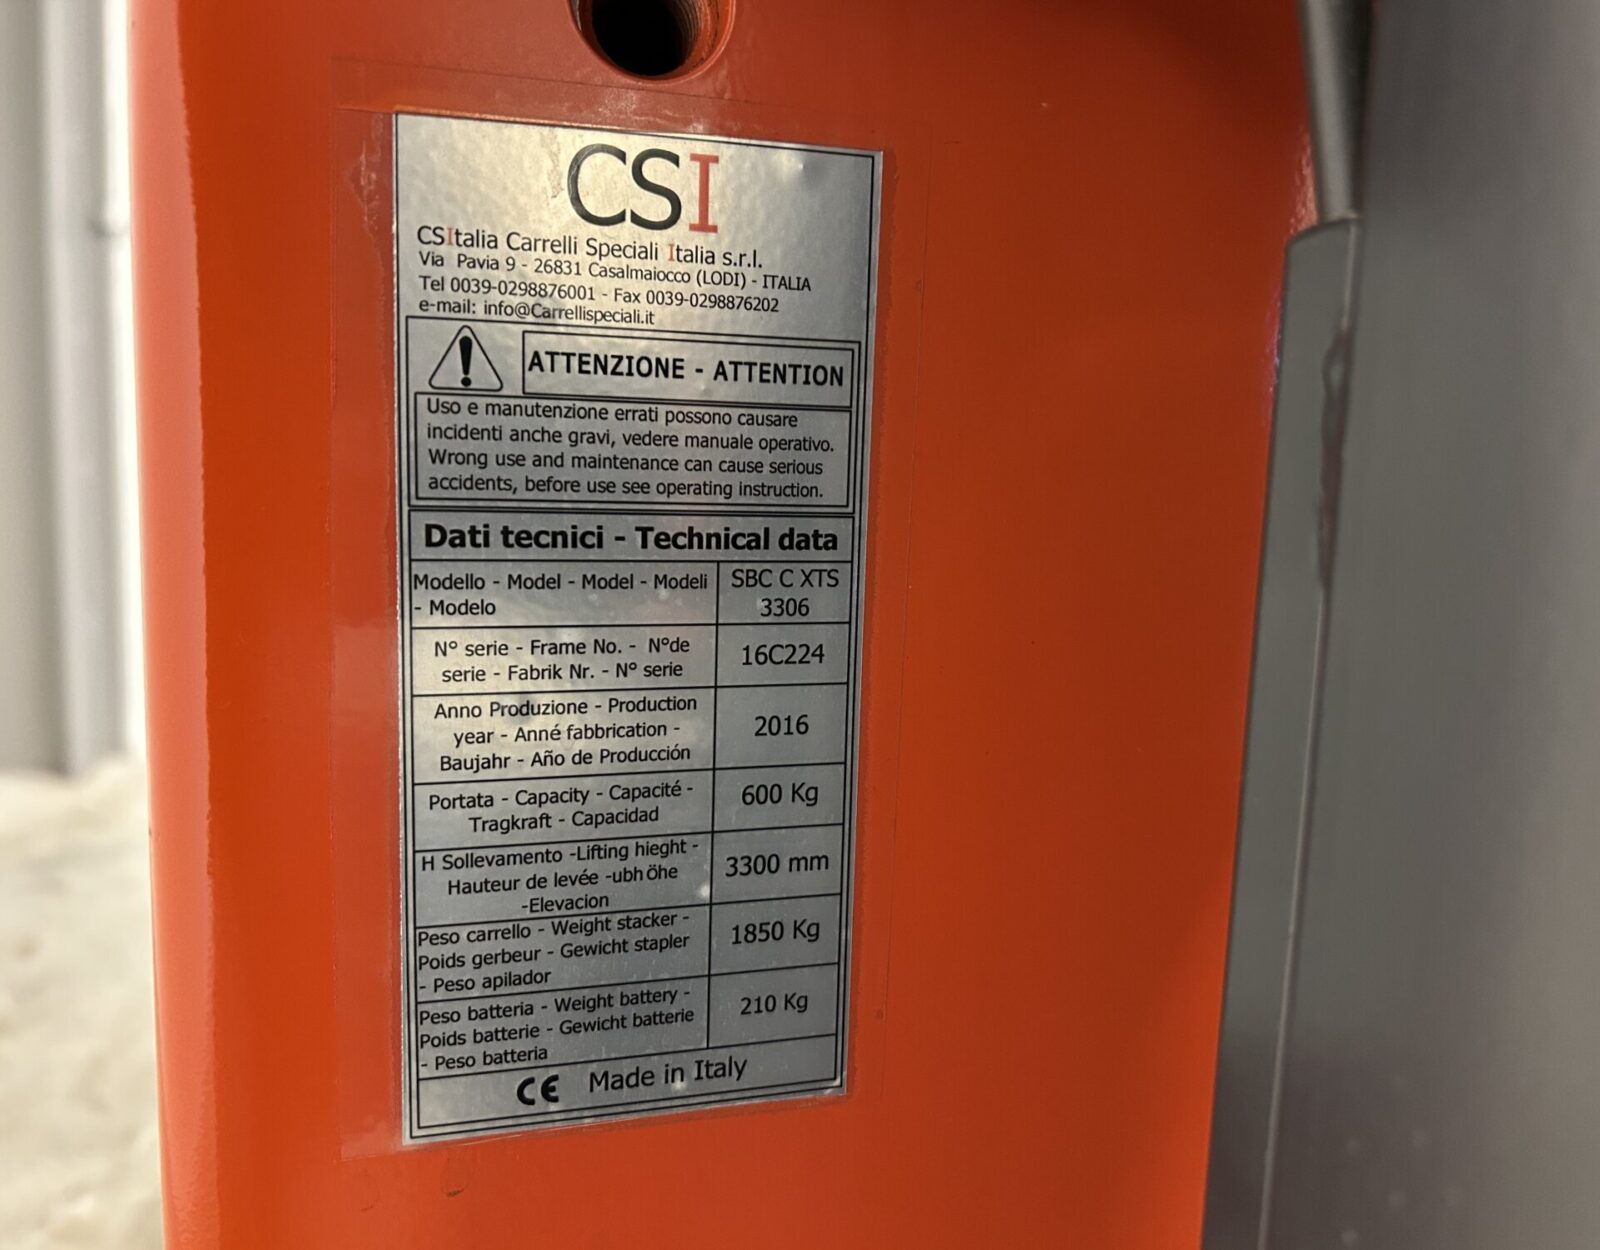 CSI
CSItalia Carrelli Speciali Italia s.r.l.
Via Pavia 9 - 26831 Casalmaiocco (LODI) - ITALIA
Tel 0039-0298876001 - Fax 0039-0298876202
e-mail: info@Carrellispeciali.it
ATTENZIONE - ATTENTION
Uso e manutenzione errati possono causare
incidenti anche gravi, vedere manuale operativo.
Wrong use and maintenance can cause serious
accidents, before use see operating instruction.
Dati tecnici - Technical data
Modello - Model - Model - Modeli
- Modelo
SBC C XTS
3306
N° serie - Frame No. - N°de
serie - Fabrik Nr. - N° serie
16C224
Anno Produzione - Production
year - Anné fabbrication -
Baujahr - Año de Producción
2016
Portata - Capacity - Capacité -
Tragkraft - Capacidad
600 Kg
H Sollevamento -Lifting hieght -
Hauteur de levée -ubh öhe
-Elevacion
3300 mm
Peso carrello - Weight stacker -
Poids gerbeur - Gewicht stapler
- Peso apilador
1850 Kg
Peso batteria - Weight battery -
Poids batterie - Gewicht batterie
- Peso batteria
210 Kg
CE Made in Italy